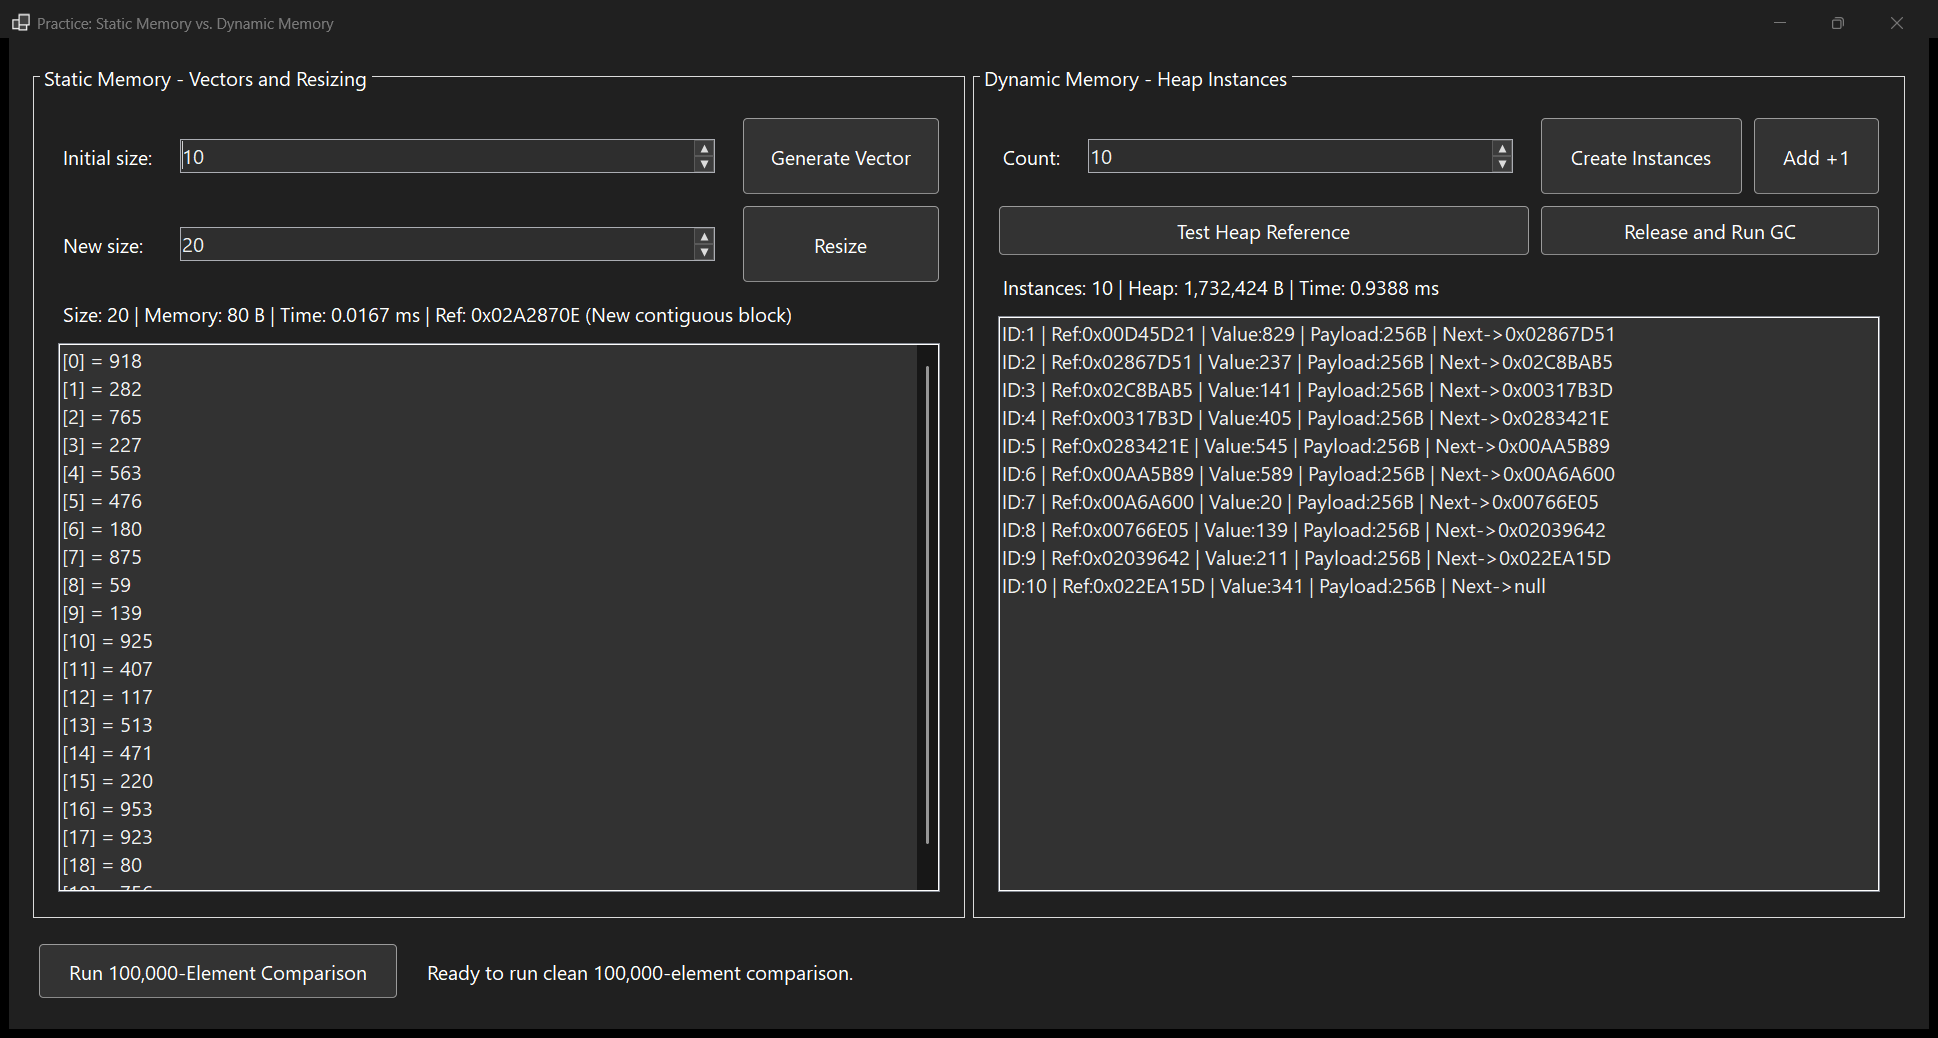 Practice: Static Memory vs. Dynamic Memory
Static Memory - Vectors and Resizing
Initial size:
10
Generate Vector
New size:
20
Resize
Size: 20 | Memory: 80 B | Time: 0.0167 ms | Ref: 0x02A2870E (New contiguous block)
[0] = 918
[1] = 282
[2] = 765
[3] = 227
[4] = 563
[5] = 476
[6] = 180
[7] = 875
[8] = 59
[9] = 139
[10] = 925
[11] = 407
[12] = 117
[13] = 513
[14] = 471
[15] = 220
[16] = 953
[17] = 923
[18] = 80
Dynamic Memory - Heap Instances
Count:
10
Create Instances
Add +1
Test Heap Reference
Release and Run GC
Instances: 10 | Heap: 1,732,424 B | Time: 0.9388 ms
ID:1 | Ref:0x00D45D21 | Value:829 | Payload:256B | Next->0x02867D51
ID:2 | Ref:0x02867D51 | Value:237 | Payload:256B | Next->0x02C8BAB5
ID:3 | Ref:0x02C8BAB5 | Value:141 | Payload:256B | Next->0x00317B3D
ID:4 | Ref:0x00317B3D | Value:405 | Payload:256B | Next->0x0283421E
ID:5 | Ref:0x0283421E | Value:545 | Payload:256B | Next->0x00AA5B89
ID:6 | Ref:0x00AA5B89 | Value:589 | Payload:256B | Next->0x00A6A600
ID:7 | Ref:0x00A6A600 | Value:20 | Payload:256B | Next->0x00766E05
ID:8 | Ref:0x00766E05 | Value:139 | Payload:256B | Next->0x02039642
ID:9 | Ref:0x02039642 | Value:211 | Payload:256B | Next->0x022EA15D
ID:10 | Ref:0x022EA15D | Value:341 | Payload:256B | Next->null
Run 100,000-Element Comparison
Ready to run clean 100,000-element comparison.